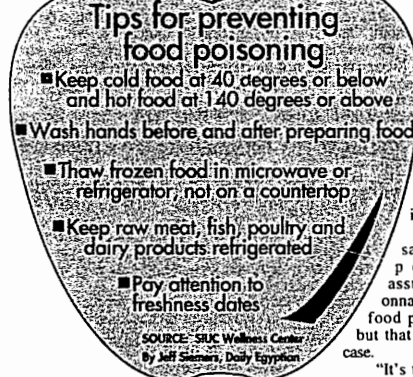 Tips for preventing
food poisoning
■ Keep cold food at 40 degrees or below
and hot food at 140 degrees or above
■ Wash hands before and after preparing food
■ Thaw frozen food in microwave or
refrigerator, not on a countertop
■ Keep raw meat, fish, poultry and
dairy products refrigerated
■ Pay attention to
freshness dates
SOURCE: SIUC Wellness Center
By Jeff Siemers, Daily Egyptian
food p
but that
case.
"It's